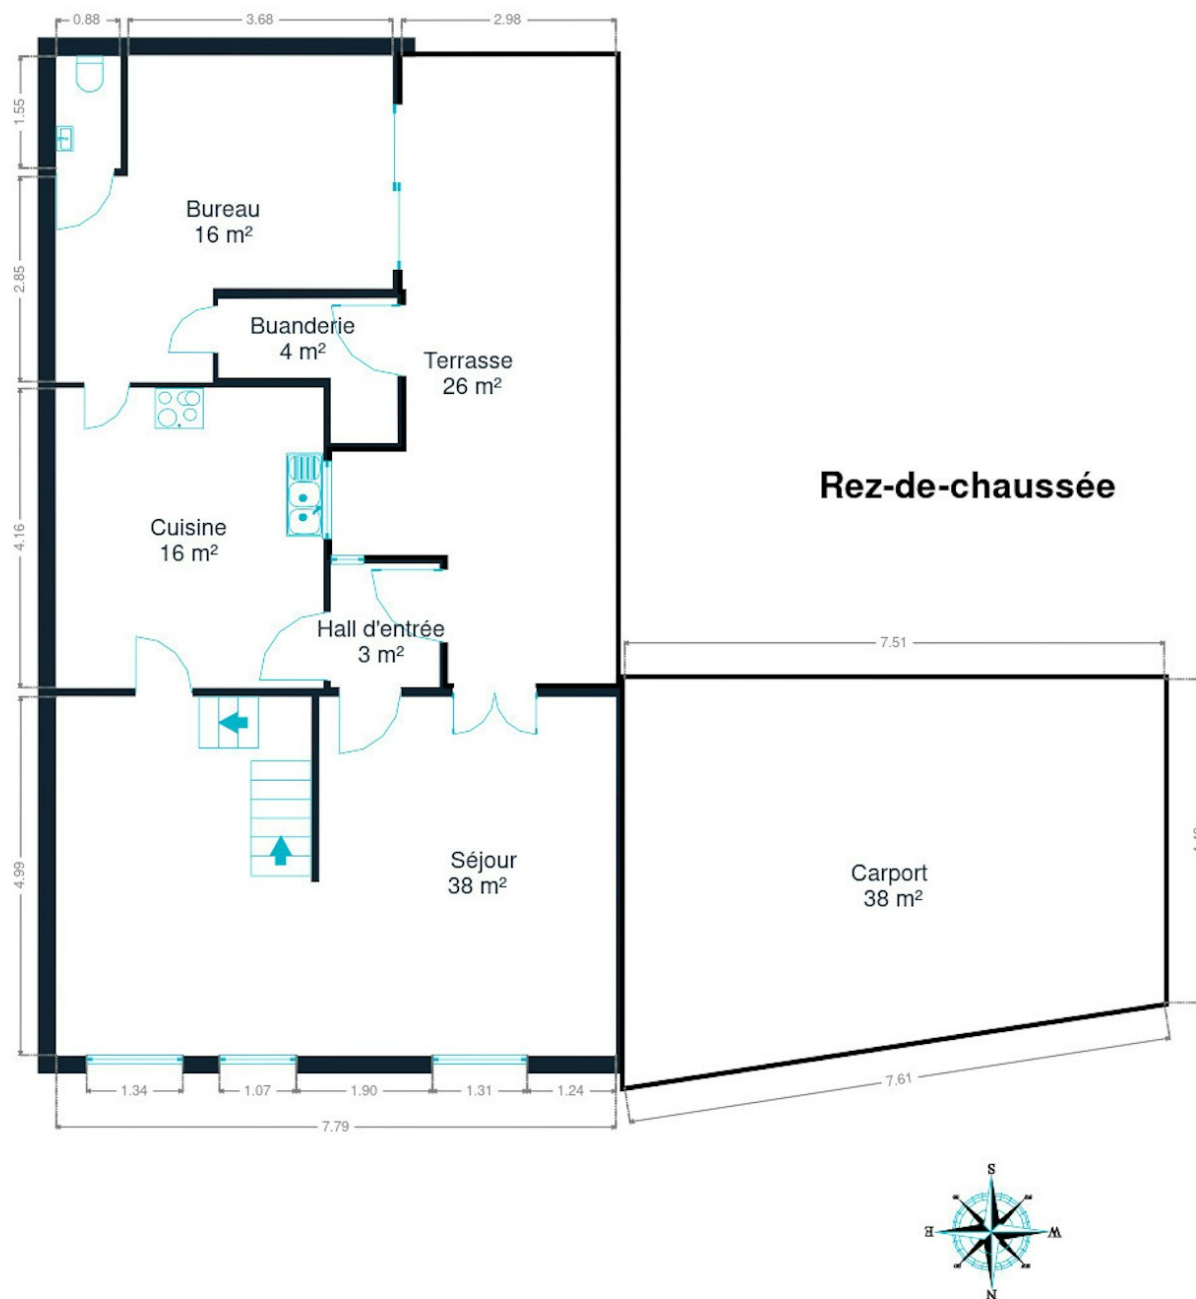 0.88
3.68
2.98
1.55
Bureau
16 m²
2.85
Buanderie
4 m²
Terrasse
26 m²
Rez-de-chaussée
4.16
Cuisine
16 m²
Hall d'entrée
3 m²
7.51
4.99
Séjour
38 m²
Carport
38 m²
1.34
1.07
1.90
1.31
1.24
7.61
7.79
S
E
W
N